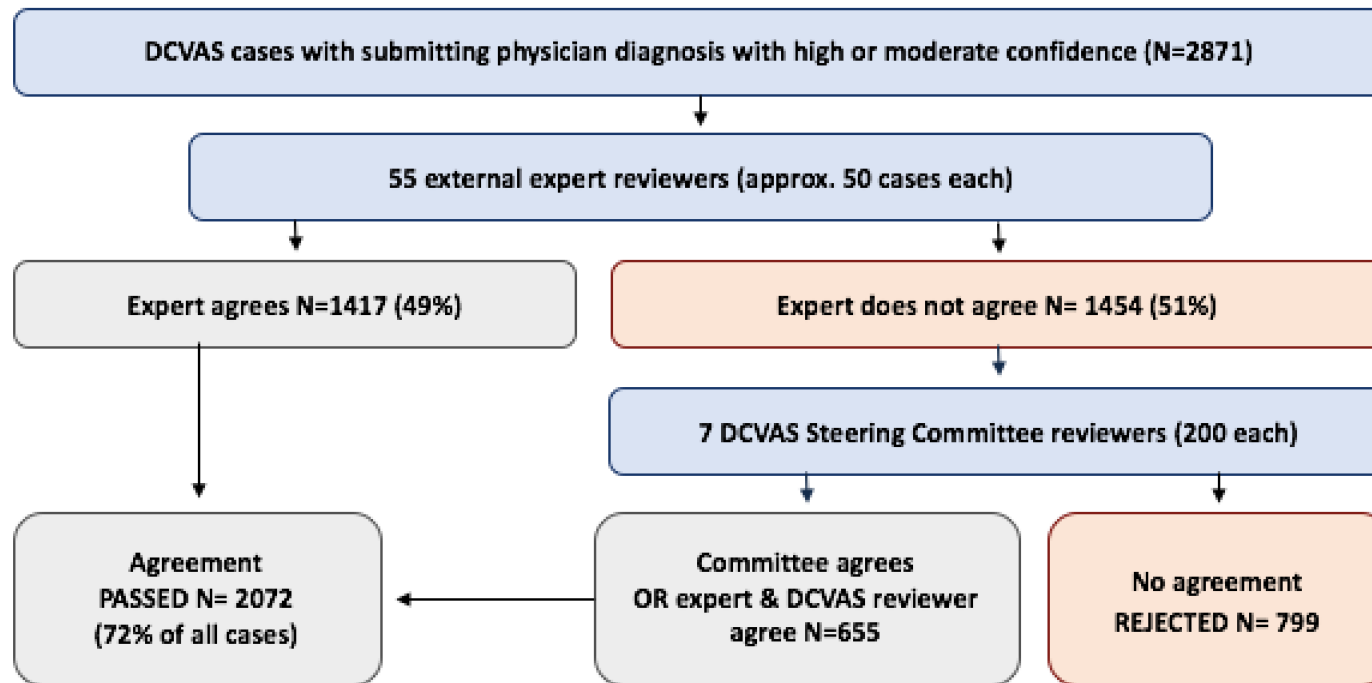 DCVAS cases with submitting physician diagnosis with high or moderate confidence (N=2871)
55 external expert reviewers (approx. 50 cases each)
Expert agrees N=1417 (49%)
Expert does not agree N= 1454 (51%)
7 DCVAS Steering Committee reviewers (200 each)
Agreement
PASSED N= 2072
(72% of all cases)
Committee agrees
OR expert & DCVAS reviewer
agree N=655
No agreement
REJECTED N= 799